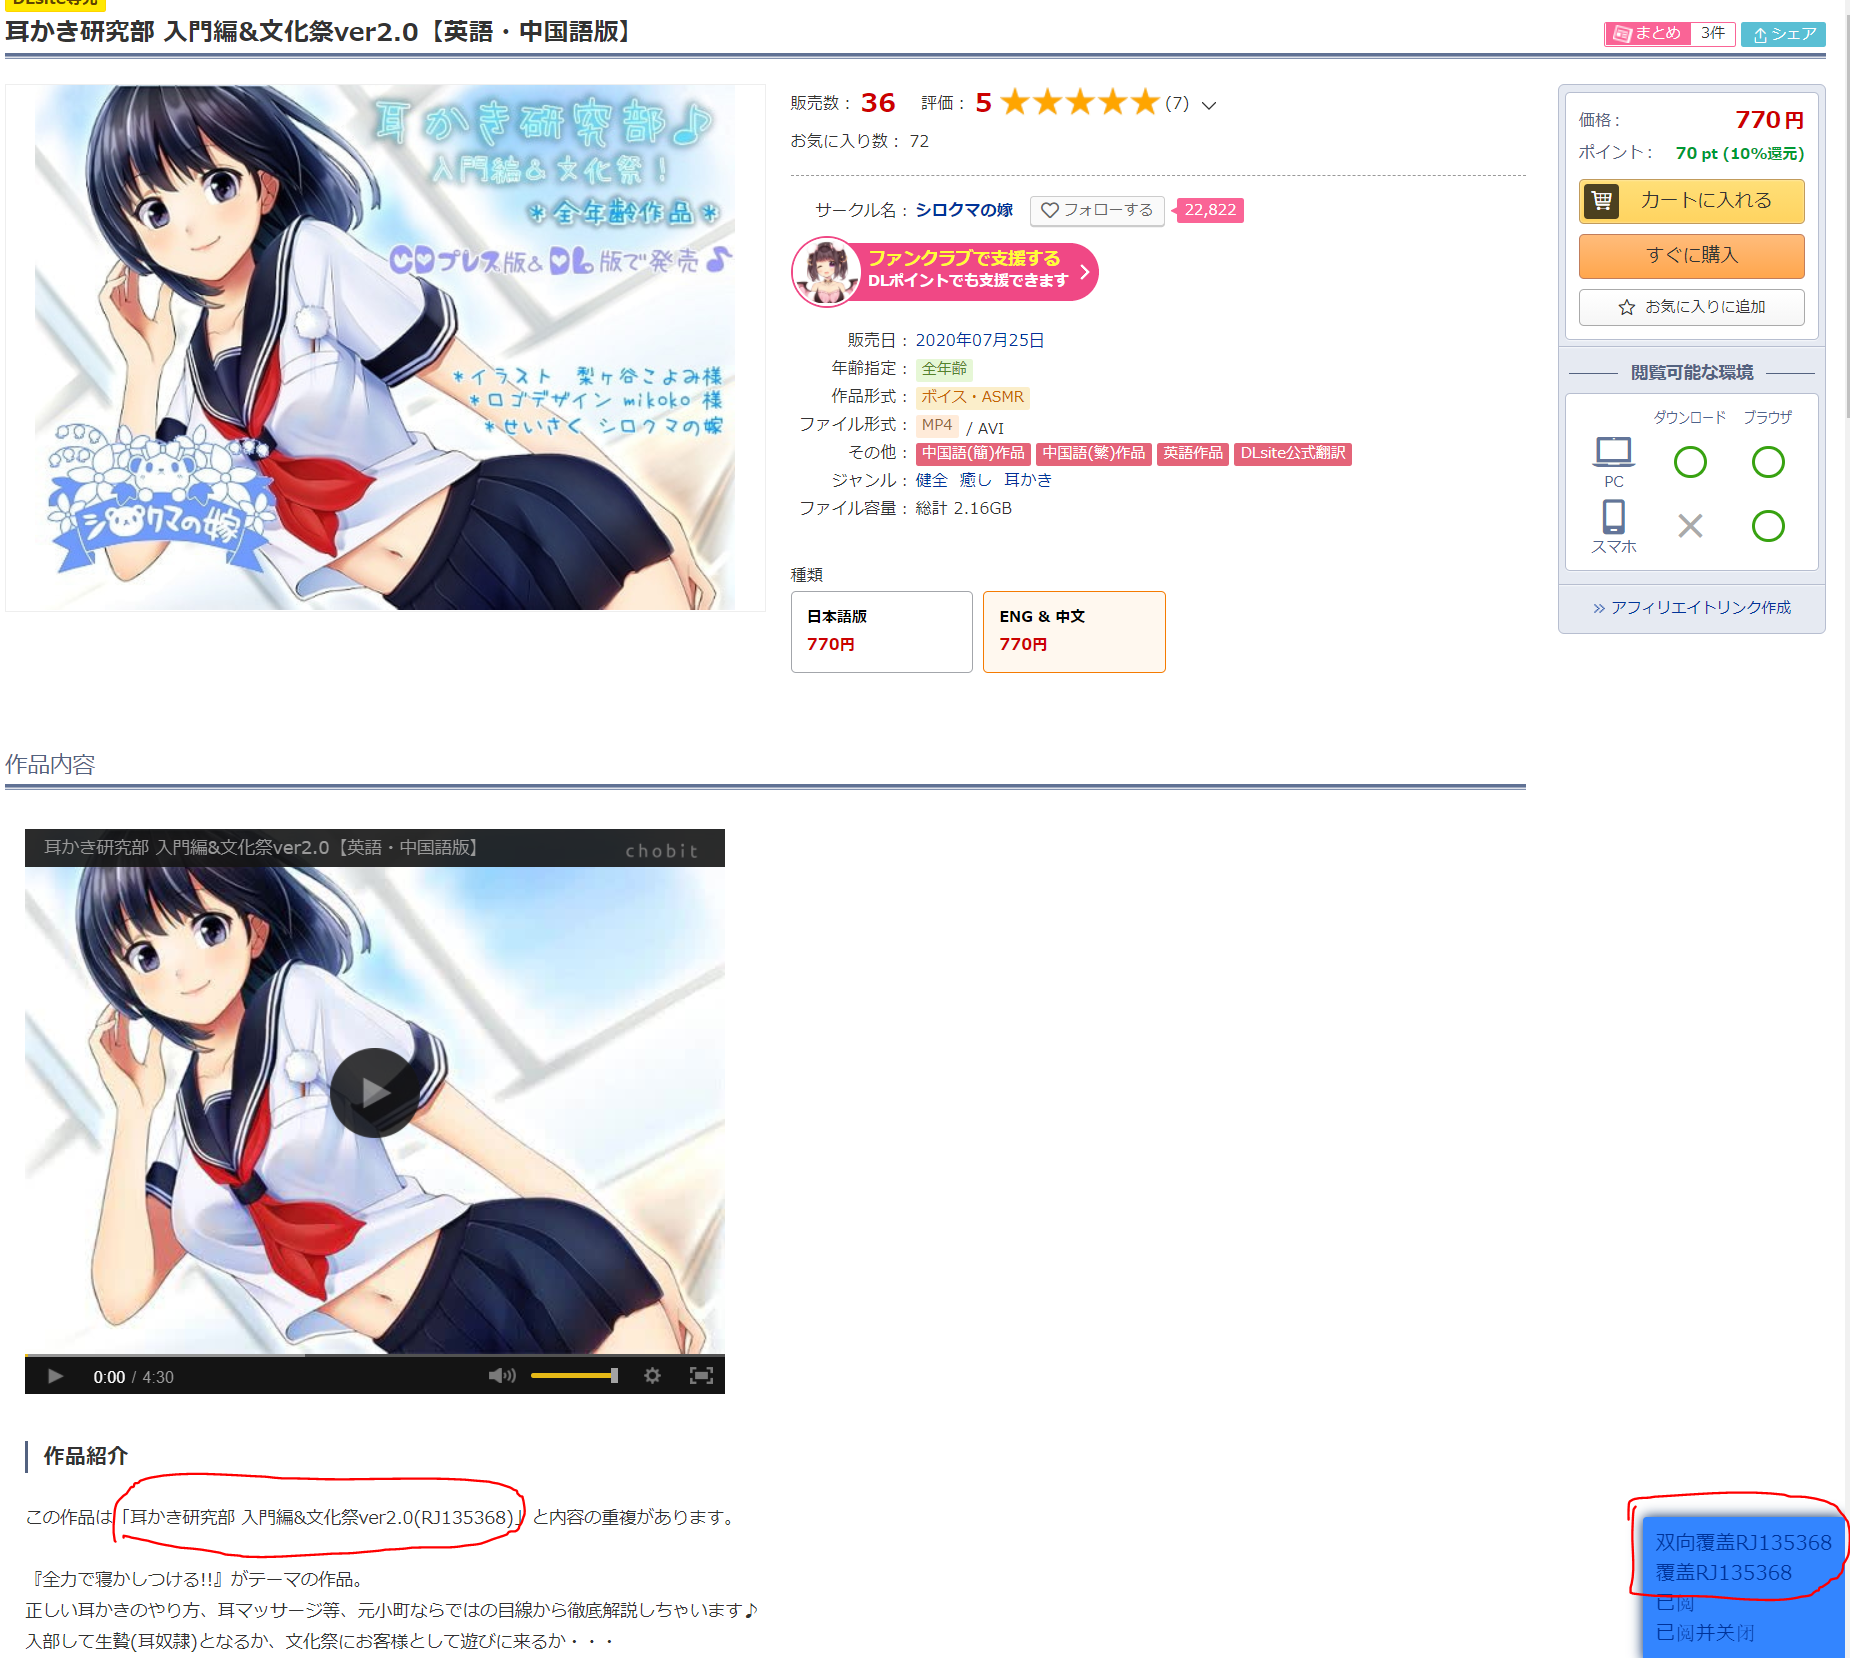 DLsite専売
耳かき研究部 入門編&文化祭ver2.0【英語・中国語版】
まとめ 3件 シェア
耳かき研究部♪
入門編&文化祭！
*全年齢作品*
CDプレス版&DL版で発売♪
*イラスト 梨ヶ谷こよみ様
*ロゴデザイン mikoko 様
*せいさく シロクマの嫁
シロクマの嫁
販売数： 36 評価： 5 ★★★★★ (7)
お気に入り数： 72
サークル名： シロクマの嫁 フォローする 22,822
ファンクラブで支援する
DLポイントでも支援できます
販売日： 2020年07月25日
年齢指定： 全年齢
作品形式： ボイス・ASMR
ファイル形式： MP4 / AVI
その他： 中国語(簡)作品 中国語(繁)作品 英語作品 DLsite公式翻訳
ジャンル： 健全 癒し 耳かき
ファイル容量： 総計 2.16GB
種類
日本語版 ENG & 中文
770円 770円
価格： 770円
ポイント： 70 pt (10%還元)
カートに入れる
すぐに購入
お気に入りに追加
閲覧可能な環境
ダウンロード ブラウザ
PC
スマホ
アフィリエイトリンク作成
作品内容
耳かき研究部 入門編&文化祭ver2.0【英語・中国語版】 chobit
0:00 / 4:30
作品紹介
この作品は「耳かき研究部 入門編&文化祭ver2.0(RJ135368)」と内容の重複があります。
『全力で寝かしつける!!』がテーマの作品。
正しい耳かきのやり方、耳マッサージ等、元小町ならではの目線から徹底解説しちゃいます♪
入部して生贄(耳奴隷)となるか、文化祭にお客様として遊びに来るか・・・
双向覆盖RJ135368
覆盖RJ135368
已阅
已阅并关闭